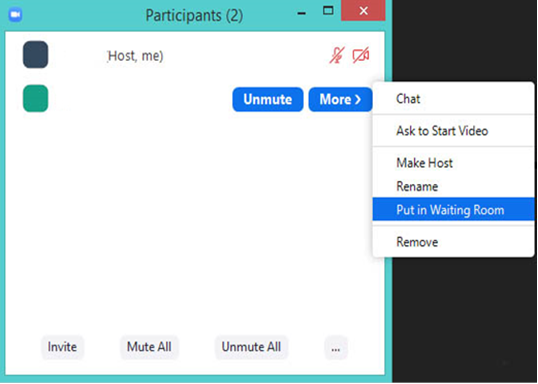 Participants (2)
Host, me)
Unmute
More >
Chat
Ask to Start Video
Make Host
Rename
Put in Waiting Room
Remove
Invite
Mute All
Unmute All
...